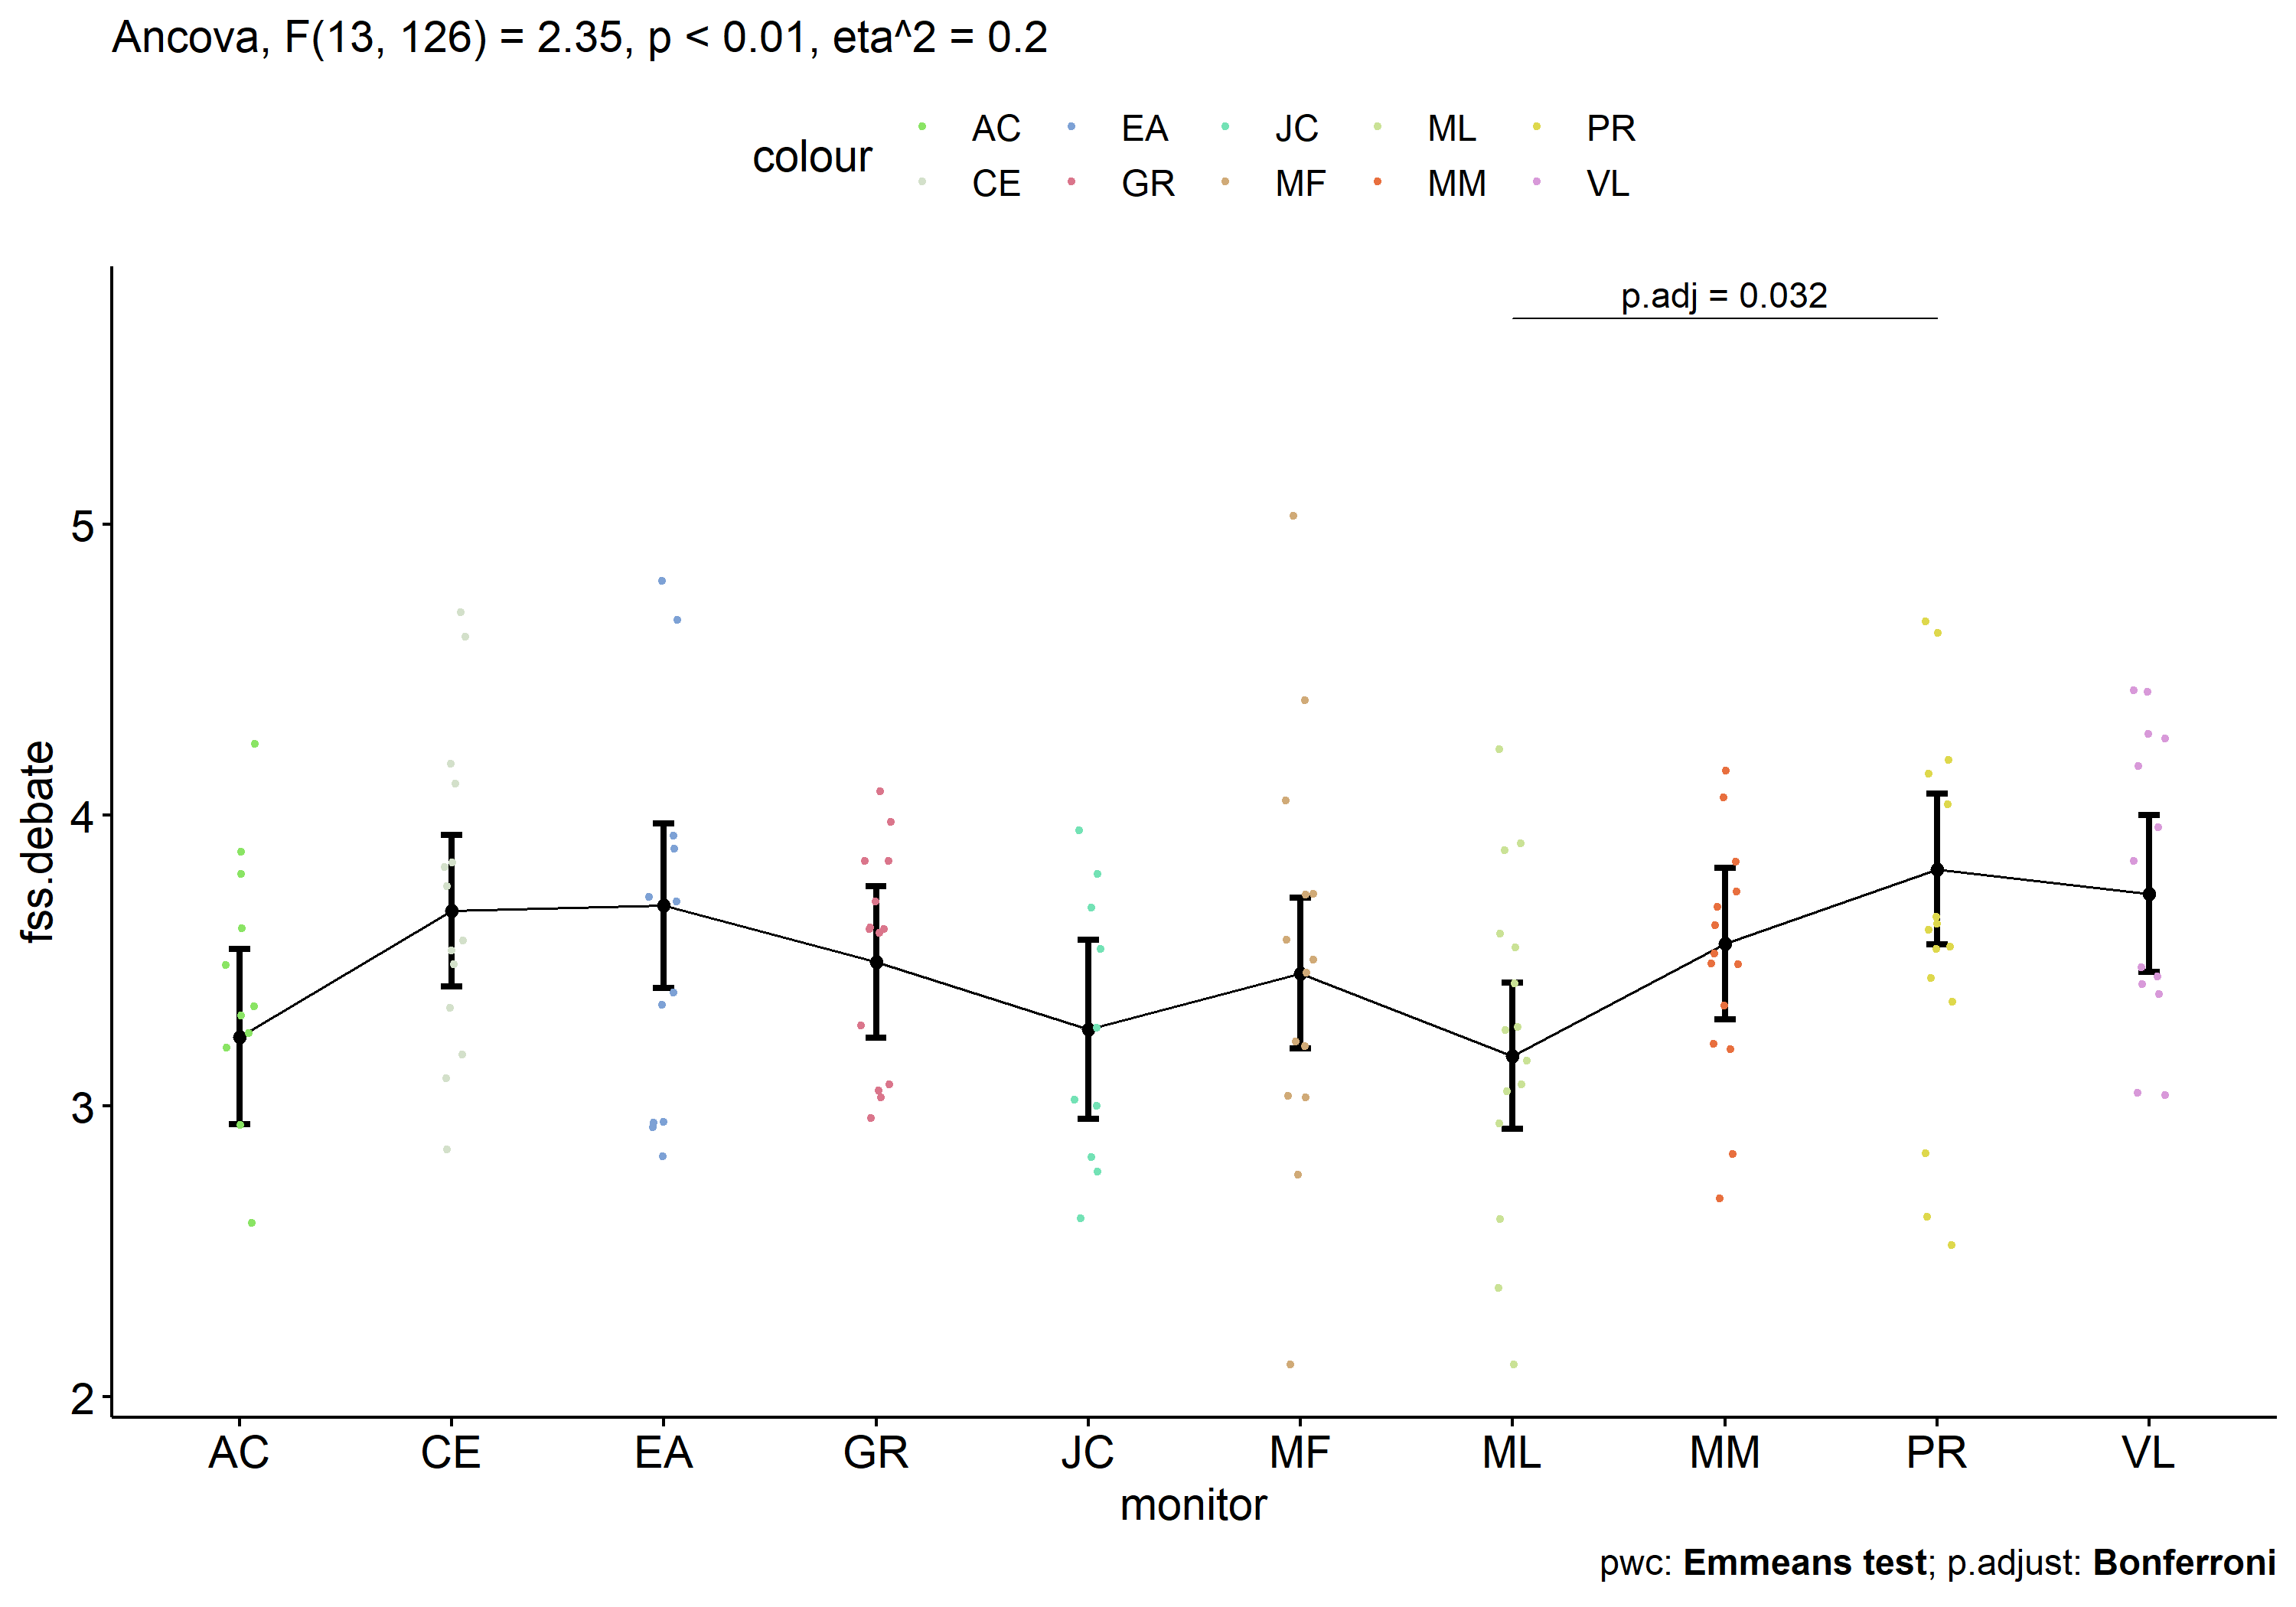 Ancova, F(13, 126) = 2.35, p < 0.01, eta^2 = 0.2
colour
AC EA JC ML PR
CE GR MF MM VL
p.adj = 0.032
fss.debate
5
4
3
2
AC CE EA GR JC MF ML MM PR VL
monitor
pwc: Emmeans test; p.adjust: Bonferroni